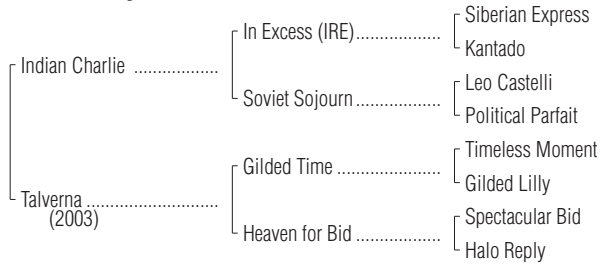 Siberian Express
In Excess (IRE)..................
Kantado
Indian Charlie ..................
Leo Castelli
Soviet Sojourn ..................
Political Parfait
Timeless Moment
Gilded Time ..................
Gilded Lilly
Talverna ............................
(2003)
Spectacular Bid
Heaven for Bid ..................
Halo Reply